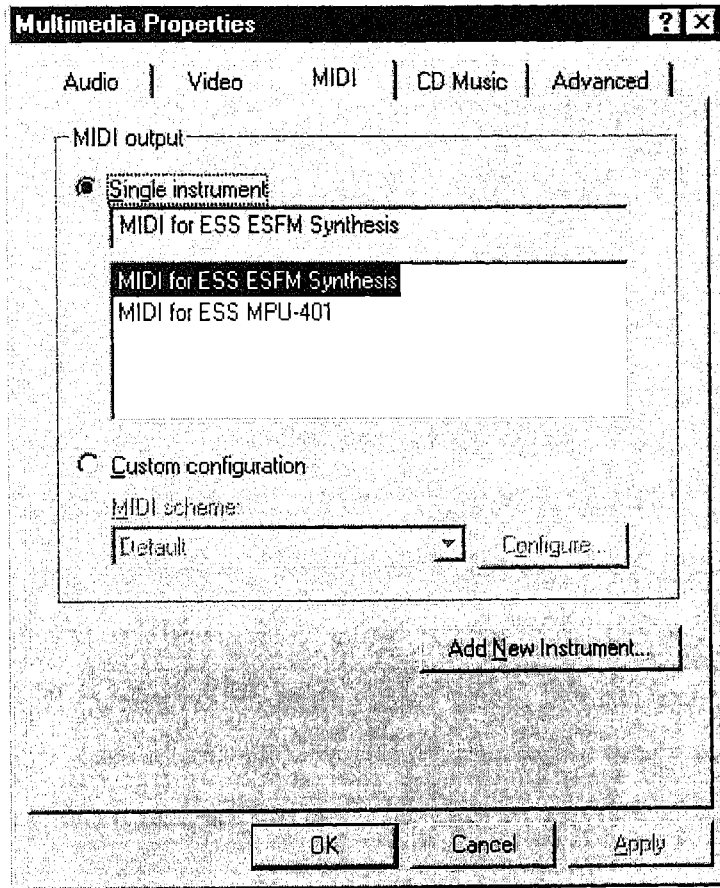 Multimedia Properties ? ×
Audio Video MIDI CD Music Advanced
MIDI output
Single instrument
MIDI for ESS ESFM Synthesis
MIDI for ESS ESFM Synthesis
MIDI for ESS MPU-401
Custom configuration
MIDI scheme:
Default Configure...
Add New Instrument...
OK Cancel Apply